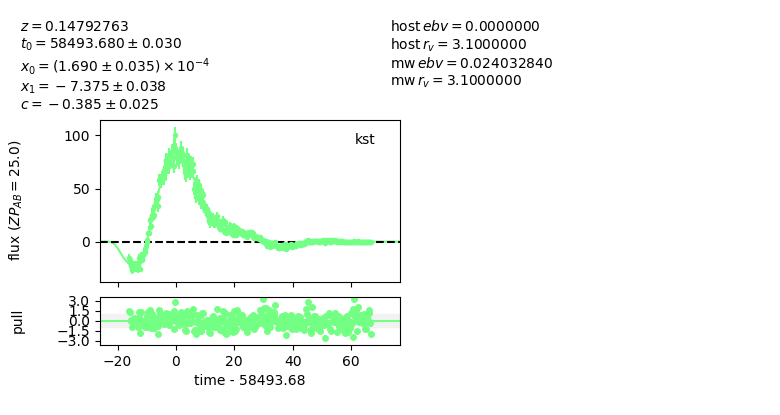 z = 0.14792763
t₀ = 58493.680 ± 0.030
x₀ = (1.690 ± 0.035) × 10⁻⁴
x₁ = −7.375 ± 0.038
c = −0.385 ± 0.025
host ebv = 0.0000000
host r_v = 3.1000000
mw ebv = 0.024032840
mw r_v = 3.1000000
kst
flux (ZP_AB = 25.0)
100
50
0
pull
3.0
1.5
0.0
−1.5
−3.0
−20 0 20 40 60
time - 58493.68